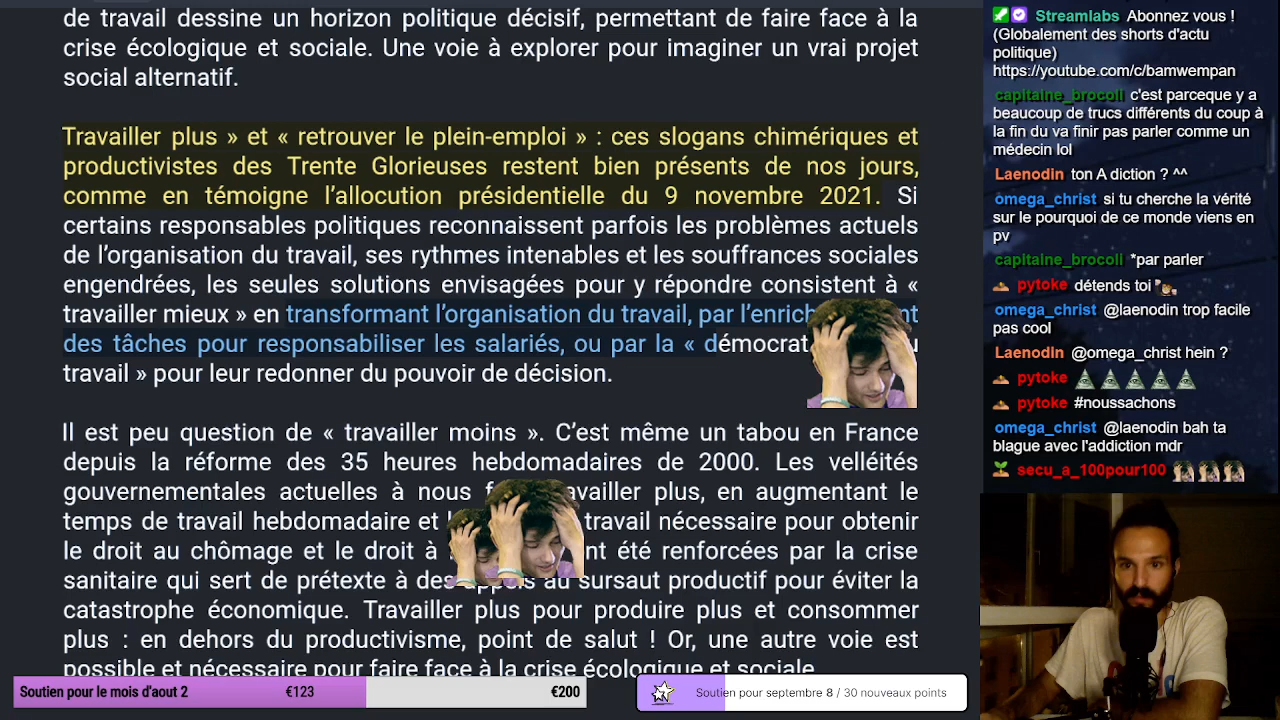 de travail dessine un horizon politique décisif, permettant de faire face à la
crise écologique et sociale. Une voie à explorer pour imaginer un vrai projet
social alternatif.
Travailler plus » et « retrouver le plein-emploi » : ces slogans chimériques et
productivistes des Trente Glorieuses restent bien présents de nos jours,
comme en témoigne l’allocution présidentielle du 9 novembre 2021. Si
certains responsables politiques reconnaissent parfois les problèmes actuels
de l’organisation du travail, ses rythmes intenables et les souffrances sociales
engendrées, les seules solutions envisagées pour y répondre consistent à «
travailler mieux » en transformant l’organisation du travail, par
des tâches pour responsabiliser les salariés, ou par la «
travail » pour leur redonner du pouvoir de décision.
Il est peu question de « travailler moins ». C’est même un tabou en France
depuis la réforme des 35 heures hebdomadaires de 2000. Les velléités
gouvernementales actuelles à nous travailler plus, en augmentant le
temps de travail hebdomadaire et travail nécessaire pour obtenir
le droit au chômage et le droit à été renforcées par la crise
sanitaire qui sert de prétexte à des appels au sursaut productif pour éviter la
catastrophe économique. Travailler plus pour produire plus et consommer
plus : en dehors du productivisme, point de salut ! Or, une autre voie est
possible et nécessaire pour faire face à la crise écologique et sociale.
Soutien pour le mois d'aout 2 €123 €200
Soutien pour septembre 8 / 30 nouveaux points
Streamlabs Abonnez vous !
(Globalement des shorts d'actu
politique)
https://youtube.com/c/bamwempan
capitaine_brocoli c'est parceque y a
beaucoup de trucs différents du coup à
la fin du va finir pas parler comme un
médecin lol
Laenodin ton A diction ? ^^
omega_christ si tu cherche la vérité
sur le pourquoi de ce monde viens en
pv
capitaine_brocoli *par parler
pytoke détends toi
omega_christ @laenodin trop facile
pas cool
Laenodin @omega_christ hein ?
pytoke
pytoke #noussachons
omega_christ @laenodin bah ta
blague avec l'addiction mdr
secu_a_100pour100